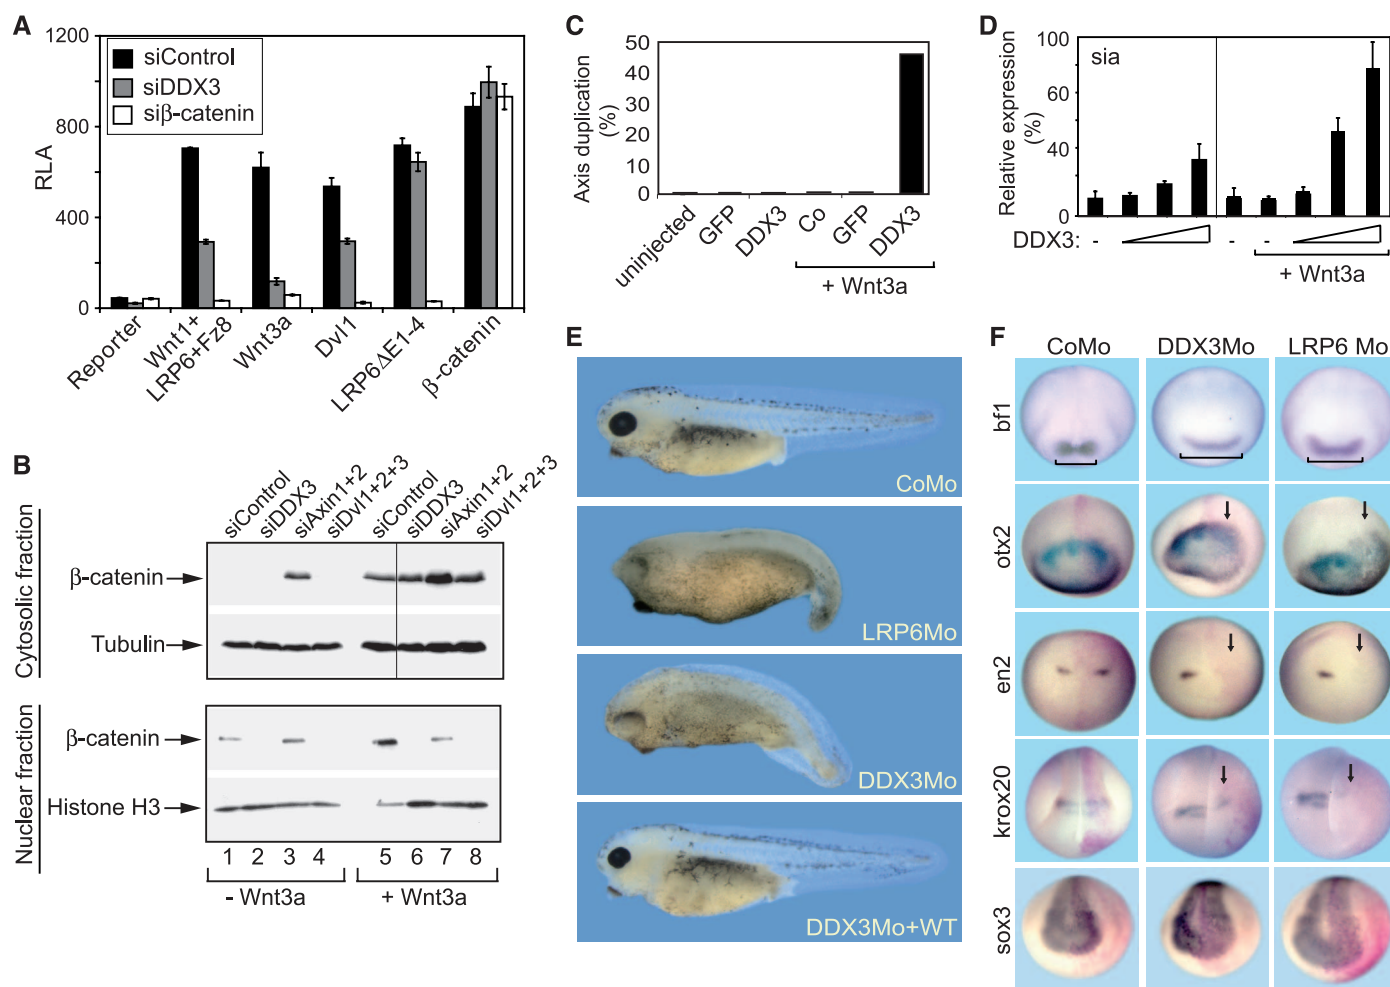 A
1200
800
400
0
RLA
siControl
siDDX3
siβ-catenin
Reporter
Wnt1+
LRP6+Fz8
Wnt3a
Dvl1
LRP6ΔE1-4
β-catenin
B
siControl
siDDX3
siAxin1+2
siDvl1+2+3
siControl
siDDX3
siAxin1+2
siDvl1+2+3
Cytosolic fraction
β-catenin
Tubulin
Nuclear fraction
β-catenin
Histone H3
1 2 3 4 5 6 7 8
- Wnt3a
+ Wnt3a
C
50
40
30
20
10
0
Axis duplication
(%)
uninjected
GFP
DDX3
Co
GFP
DDX3
+ Wnt3a
D
100
80
60
40
20
0
Relative expression
(%)
sia
DDX3: - - -
+ Wnt3a
E
CoMo
LRP6Mo
DDX3Mo
DDX3Mo+WT
F
CoMo
DDX3Mo
LRP6 Mo
bf1
otx2
en2
krox20
sox3